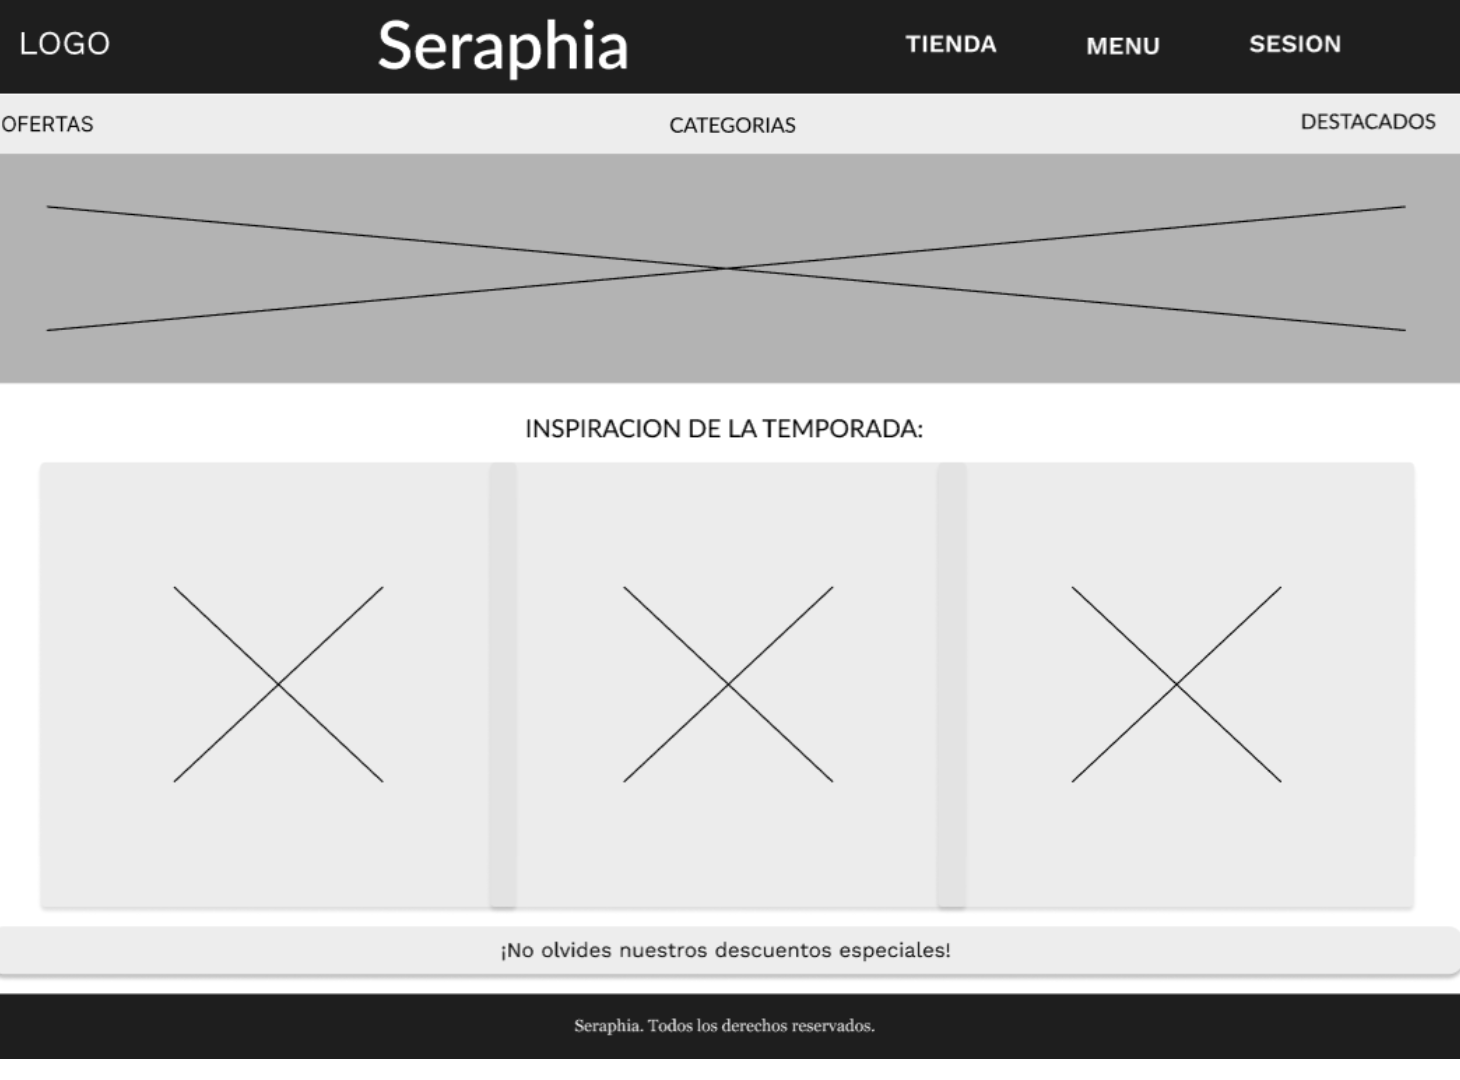 LOGO
Seraphia
TIENDA
MENU
SESION
OFERTAS
CATEGORIAS
DESTACADOS
INSPIRACION DE LA TEMPORADA:
¡No olvides nuestros descuentos especiales!
Seraphia. Todos los derechos reservados.